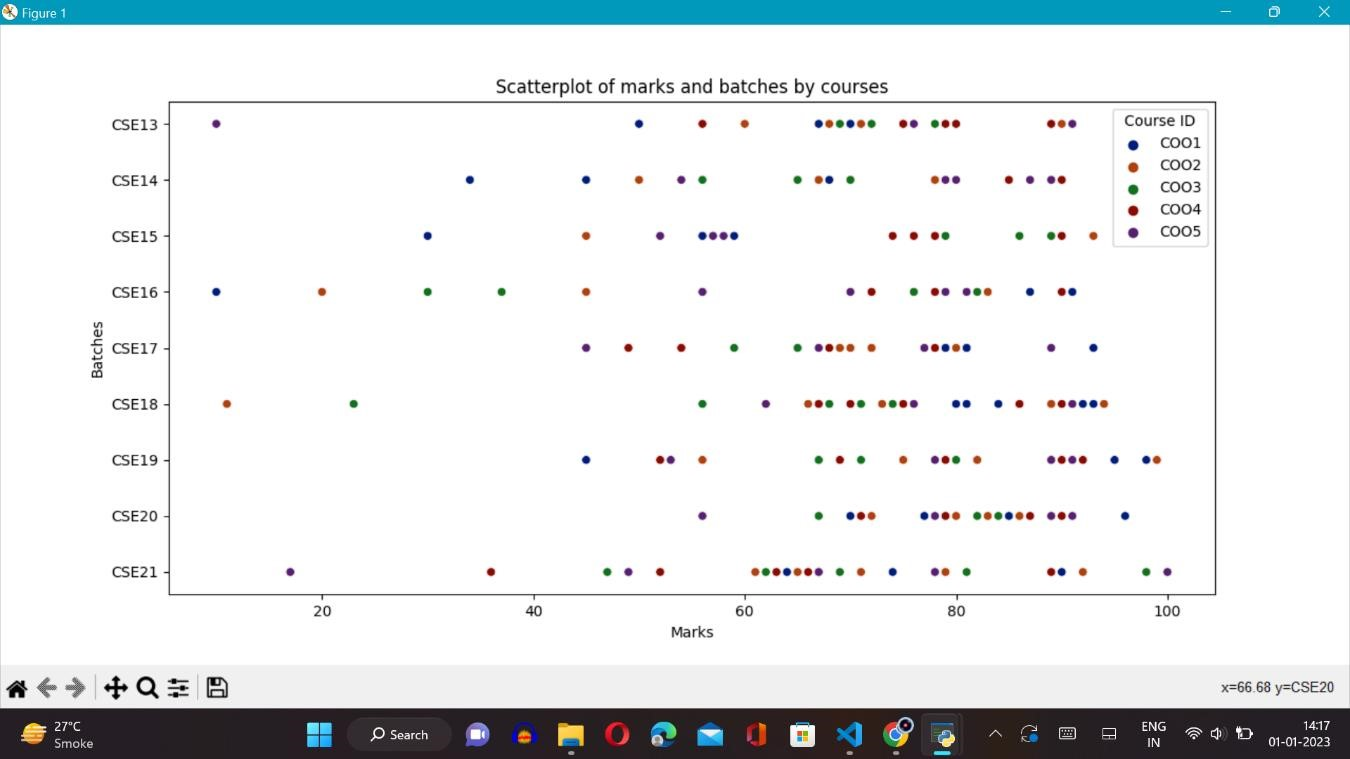 Figure 1
Scatterplot of marks and batches by courses
Course ID
COO1
COO2
COO3
COO4
COO5
CSE13
CSE14
CSE15
CSE16
CSE17
CSE18
CSE19
CSE20
CSE21
Batches
20 40 60 80 100
Marks
x=66.68 y=CSE20
27°C
Smoke
Search
ENG
IN
14:17
01-01-2023